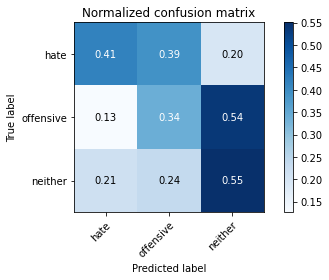 Normalized confusion matrix
hate 0.41 0.39 0.20
offensive 0.13 0.34 0.54
neither 0.21 0.24 0.55
hate offensive neither
True label
Predicted label
0.55
0.50
0.45
0.40
0.35
0.30
0.25
0.20
0.15